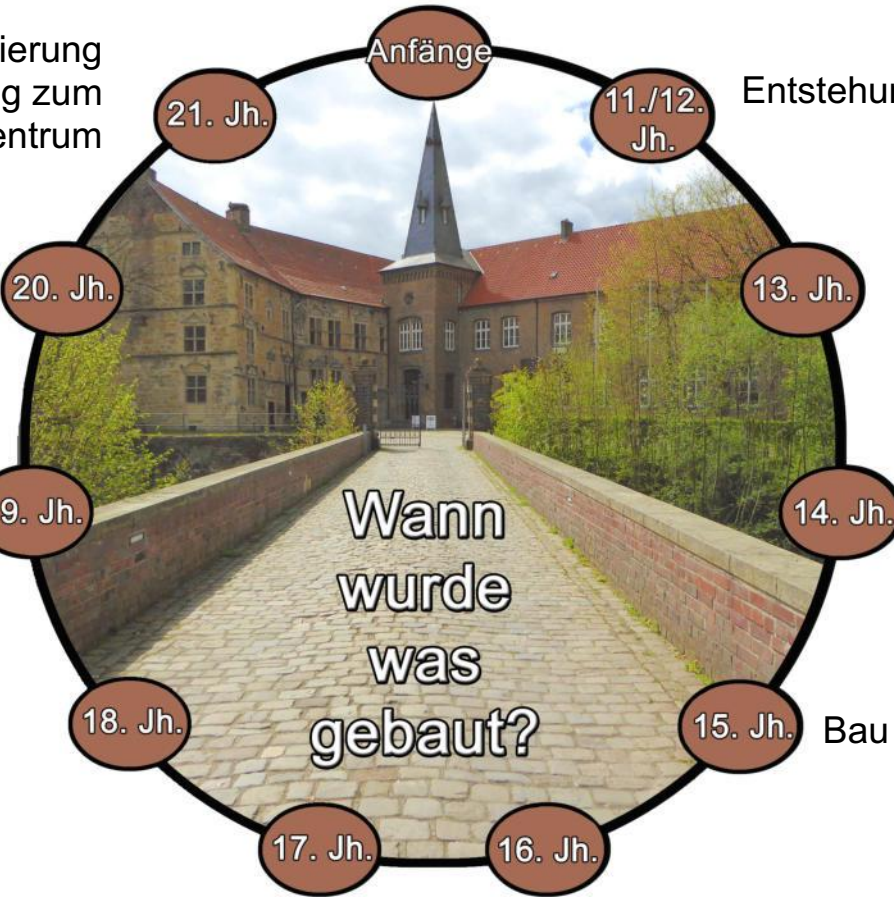 Anfänge
11./12.
Jh.
13. Jh.
14. Jh.
15. Jh.
Bau
16. Jh.
17. Jh.
18. Jh.
9. Jh.
20. Jh.
21. Jh.
ierung
g zum
entrum
Entstehun
Wann
wurde
was
gebaut?